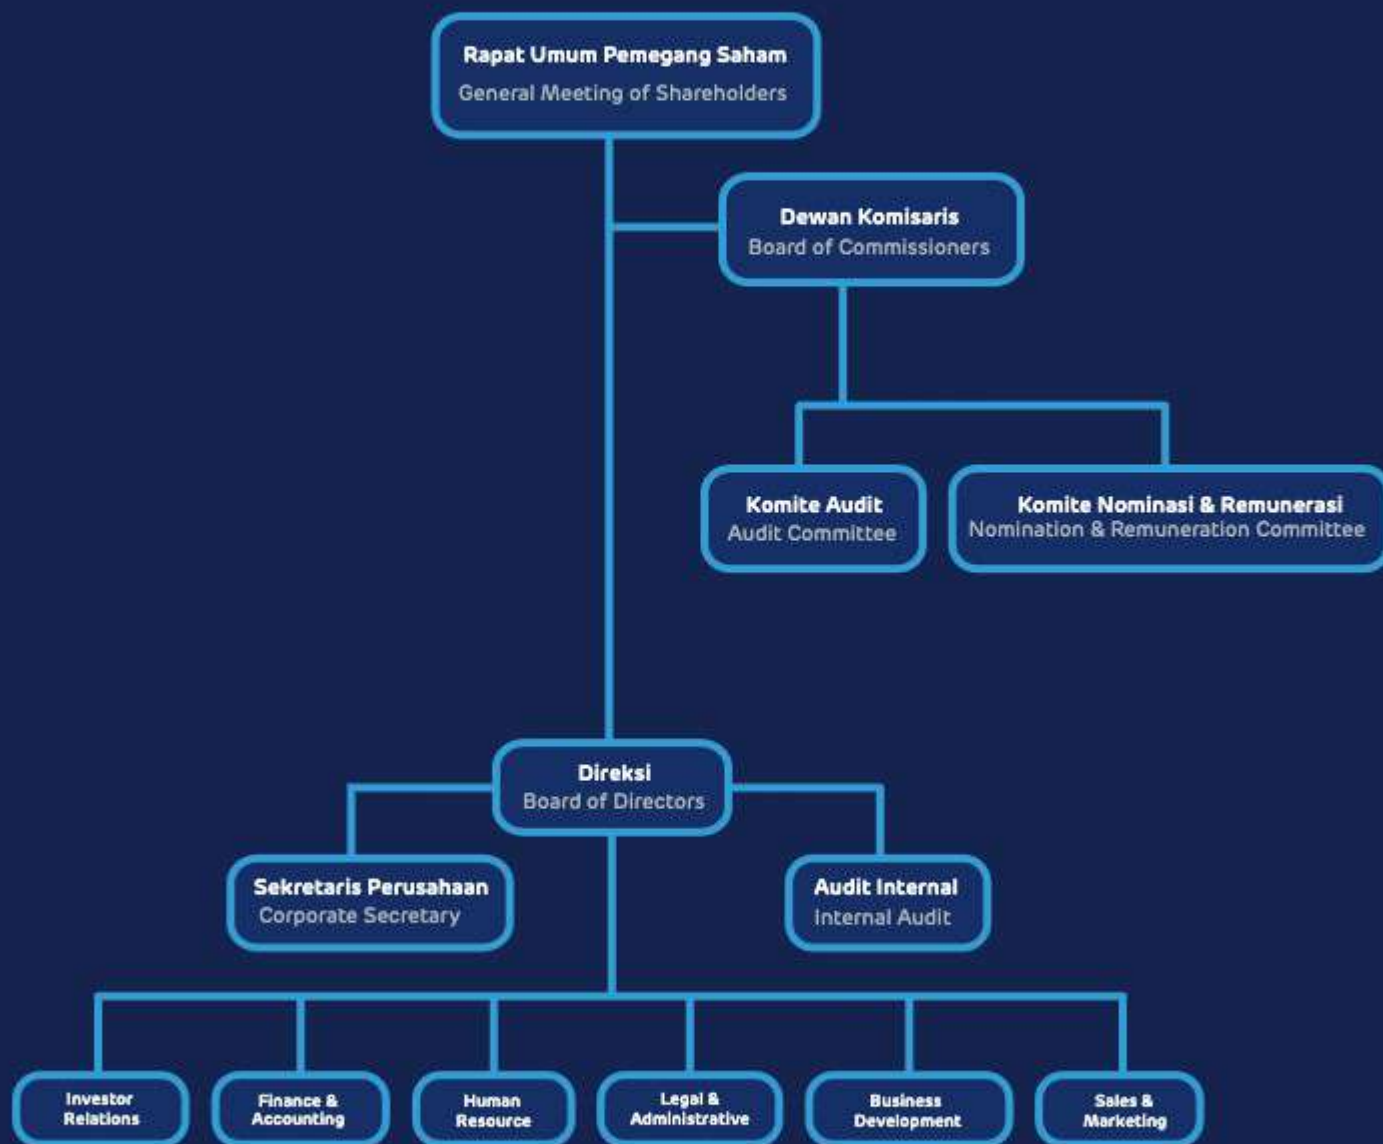 Rapat Umum Pemegang Saham
General Meeting of Shareholders
Dewan Komisaris
Board of Commissioners
Komite Audit
Audit Committee
Komite Nominasi & Remunerasi
Nomination & Remuneration Committee
Direksi
Board of Directors
Sekretaris Perusahaan
Corporate Secretary
Audit Internal
Internal Audit
Investor
Relations
Finance &
Accounting
Human
Resource
Legal &
Administrative
Business
Development
Sales &
Marketing